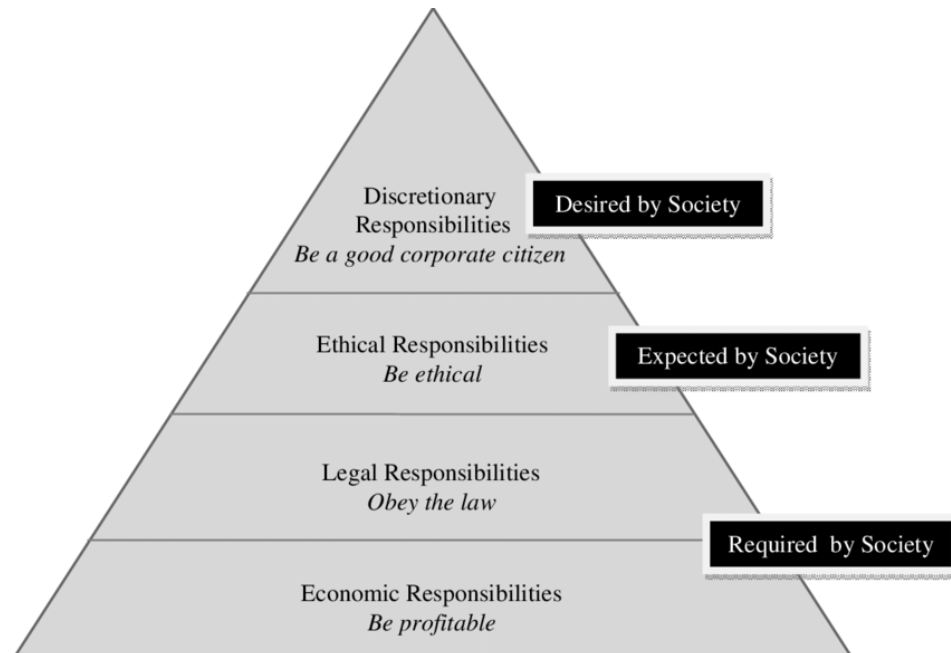 Discretionary
Responsibilities
Be a good corporate citizen
Desired by Society
Ethical Responsibilities
Be ethical
Expected by Society
Legal Responsibilities
Obey the law
Required by Society
Economic Responsibilities
Be profitable